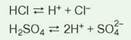 HCl ⇌ H⁺ + Cl⁻
H₂SO₄ ⇌ 2H⁺ + SO₄²⁻